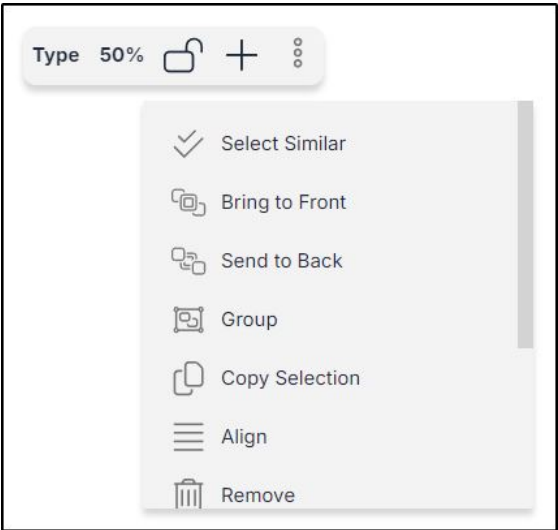 Type 50%
Select Similar
Bring to Front
Send to Back
Group
Copy Selection
Align
Remove